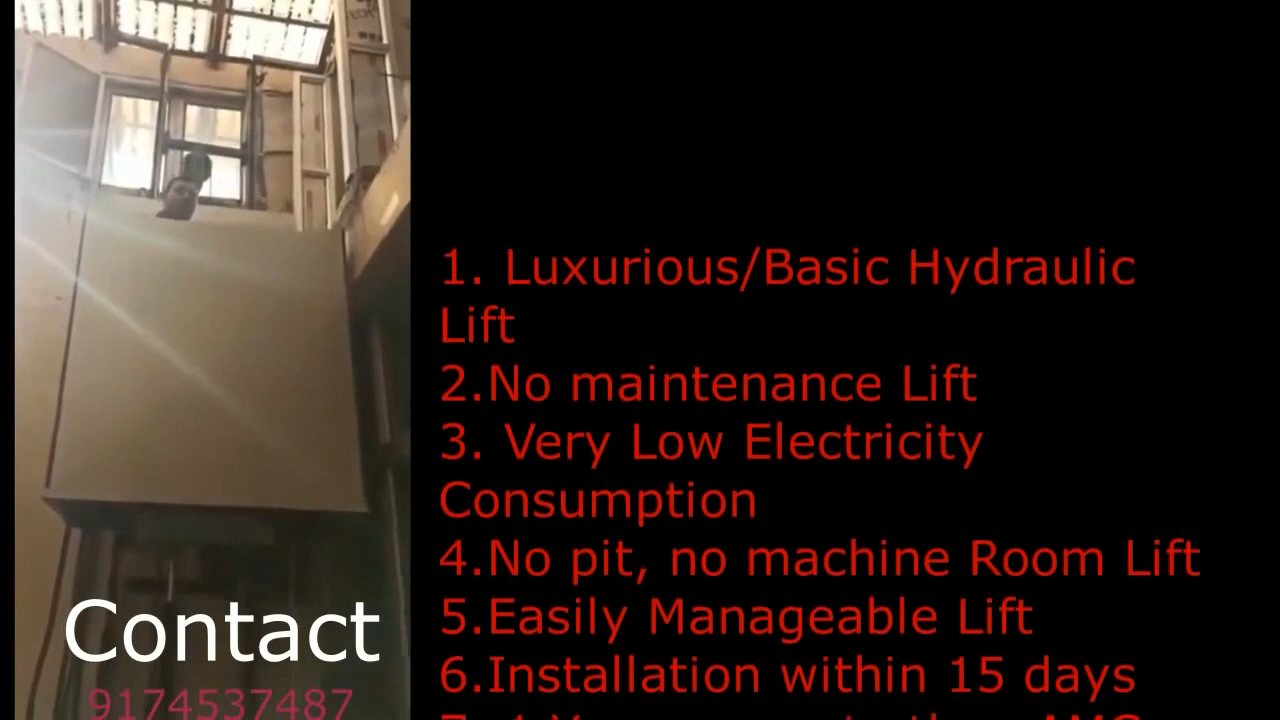 1. Luxurious/Basic Hydraulic
Lift
2.No maintenance Lift
3. Very Low Electricity
Consumption
4.No pit, no machine Room Lift
5.Easily Manageable Lift
6.Installation within 15 days
Contact
9174537487